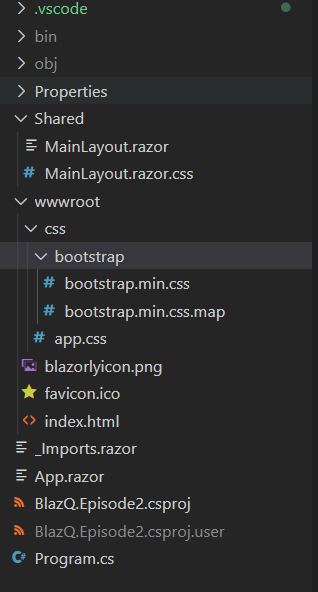 .vscode
bin
obj
Properties
Shared
MainLayout.razor
MainLayout.razor.css
wwwroot
css
bootstrap
bootstrap.min.css
bootstrap.min.css.map
app.css
blazorlyicon.png
favicon.ico
index.html
_Imports.razor
App.razor
BlazQ.Episode2.csproj
BlazQ.Episode2.csproj.user
Program.cs